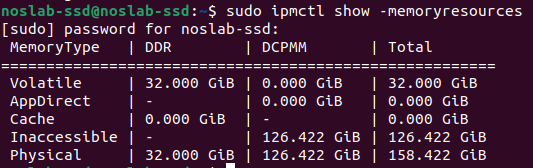 noslab-ssd@noslab-ssd:~$ sudo ipmctl show -memoryresources
[sudo] password for noslab-ssd:
 MemoryType   | DDR        | DCPMM       | Total
==========================================================
 Volatile     | 32.000 GiB | 0.000 GiB   | 32.000 GiB
 AppDirect    | -          | 0.000 GiB   | 0.000 GiB
 Cache        | 0.000 GiB  | -           | 0.000 GiB
 Inaccessible | -          | 126.422 GiB | 126.422 GiB
 Physical     | 32.000 GiB | 126.422 GiB | 158.422 GiB